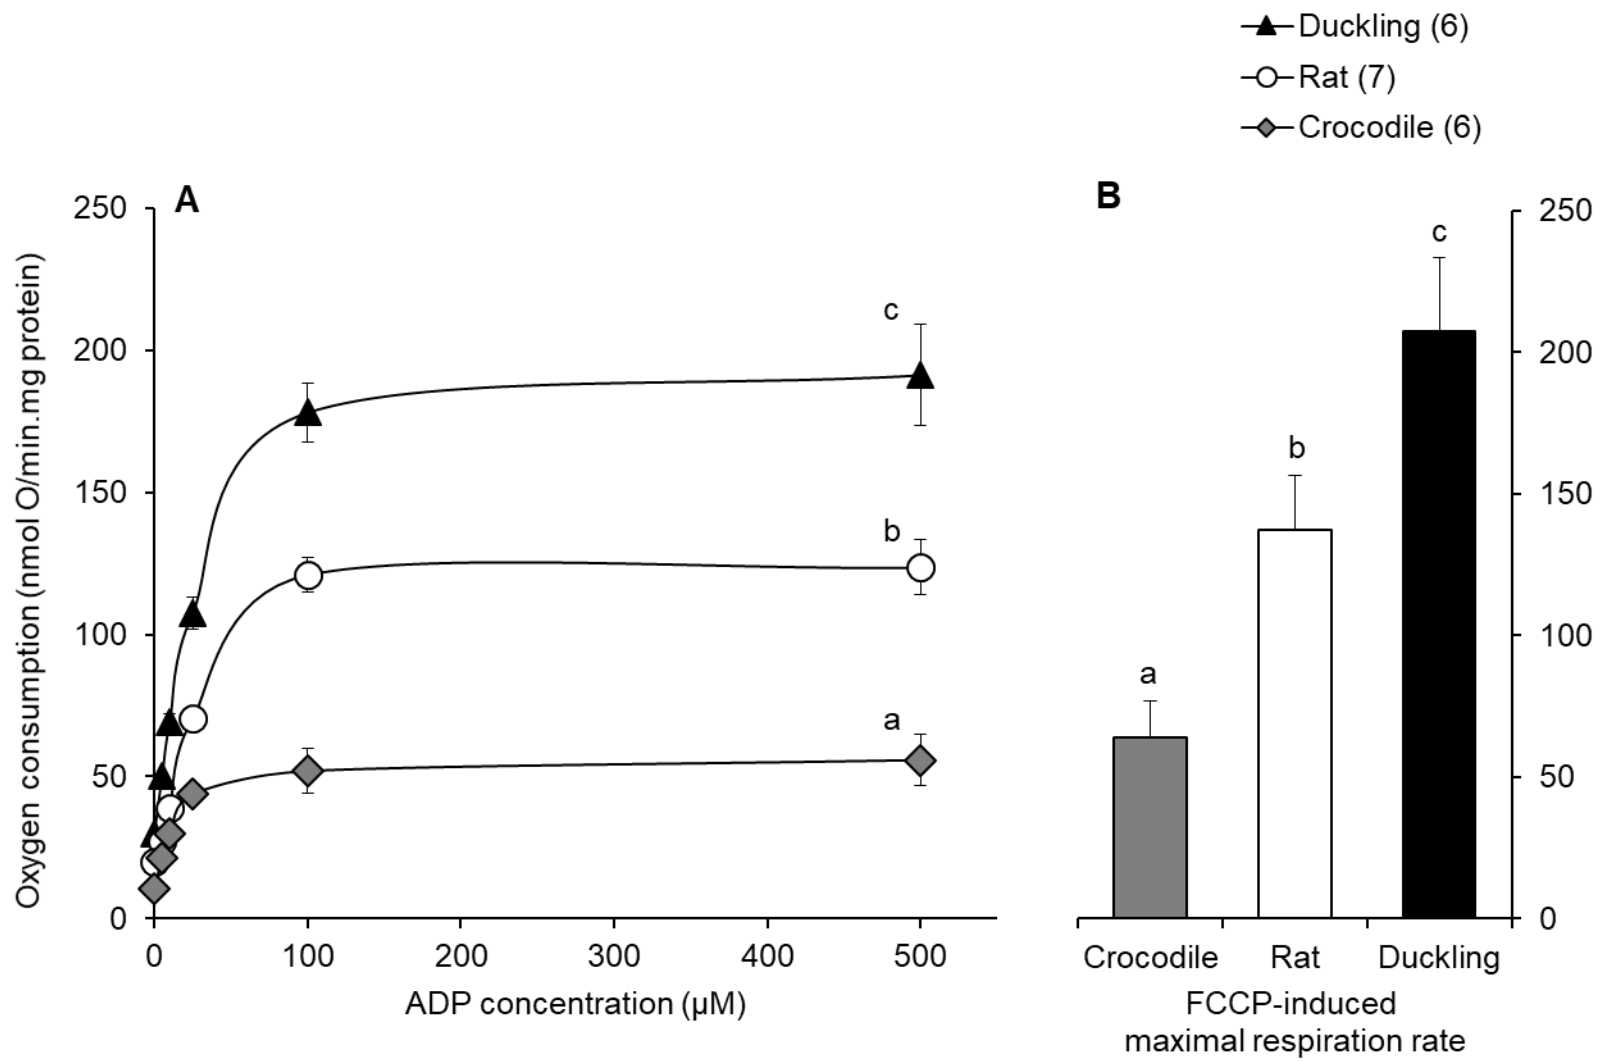 Duckling (6)
Rat (7)
Crocodile (6)
A
Oxygen consumption (nmol O/min.mg protein)
250
200
150
100
50
0
c
b
a
0 100 200 300 400 500
ADP concentration (µM)
B
250
200
150
100
50
0
c
b
a
Crocodile Rat Duckling
FCCP-induced
maximal respiration rate